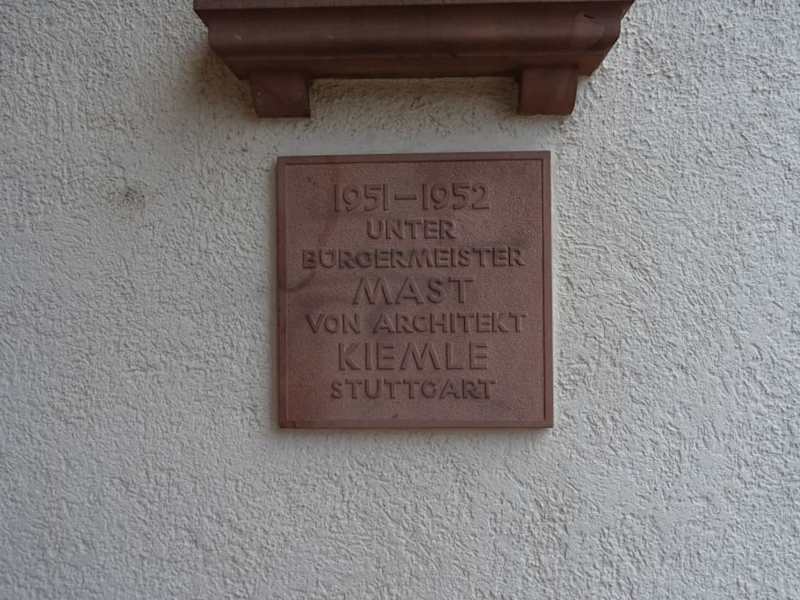 1951–1952
UNTER
BÜRGERMEISTER
MAST
VON ARCHITEKT
KIEMLE
STUTTGART